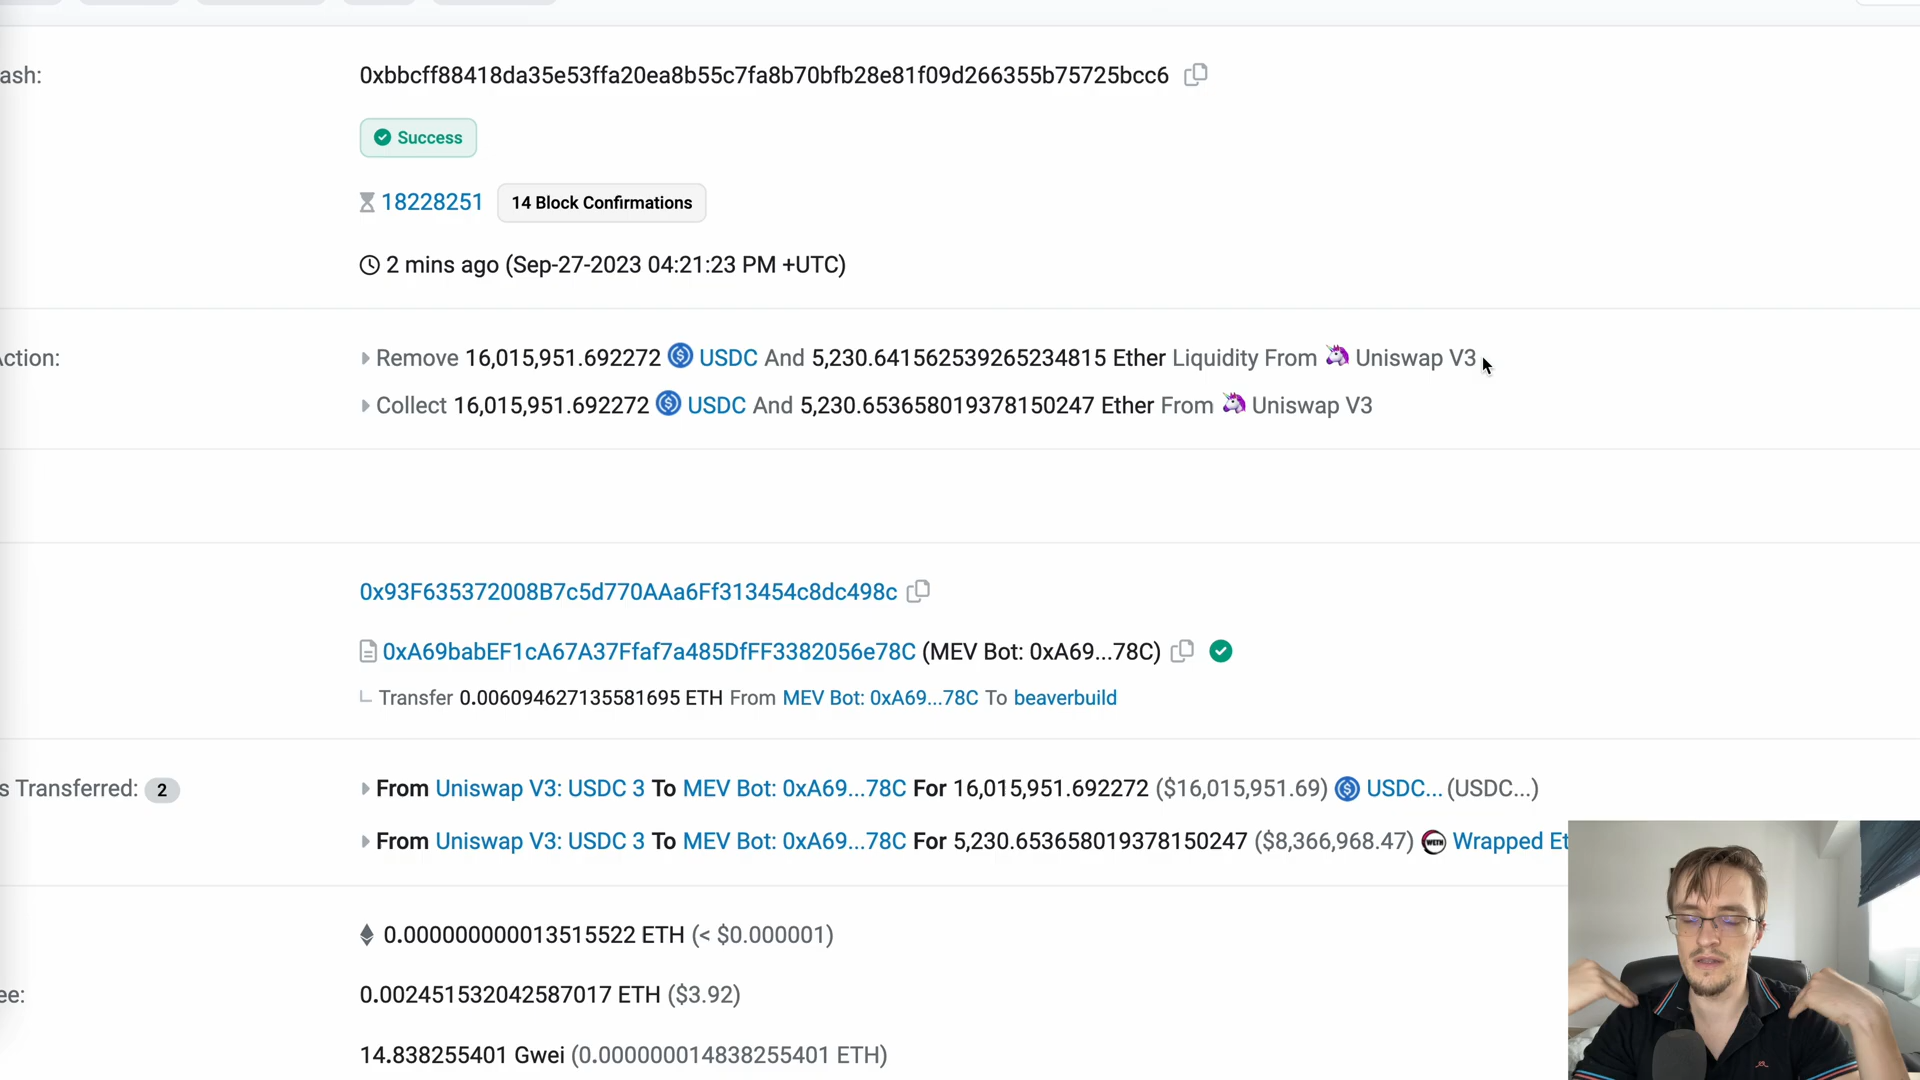 ash:
0xbbcff88418da35e53ffa20ea8b55c7fa8b70bfb28e81f09d266355b75725bcc6
Success
18228251 14 Block Confirmations
2 mins ago (Sep-27-2023 04:21:23 PM +UTC)
Action:
Remove 16,015,951.692272 USDC And 5,230.641562539265234815 Ether Liquidity From Uniswap V3
Collect 16,015,951.692272 USDC And 5,230.653658019378150247 Ether From Uniswap V3
0x93F635372008B7c5d770AAa6Ff313454c8dc498c
0xA69babEF1cA67A37Ffaf7a485DfFF3382056e78C (MEV Bot: 0xA69...78C)
Transfer 0.006094627135581695 ETH From MEV Bot: 0xA69...78C To beaverbuild
s Transferred: 2
From Uniswap V3: USDC 3 To MEV Bot: 0xA69...78C For 16,015,951.692272 ($16,015,951.69) USDC... (USDC...)
From Uniswap V3: USDC 3 To MEV Bot: 0xA69...78C For 5,230.653658019378150247 ($8,366,968.47) WETH Wrapped Et
0.000000000013515522 ETH (< $0.000001)
ee:
0.002451532042587017 ETH ($3.92)
14.838255401 Gwei (0.000000014838255401 ETH)